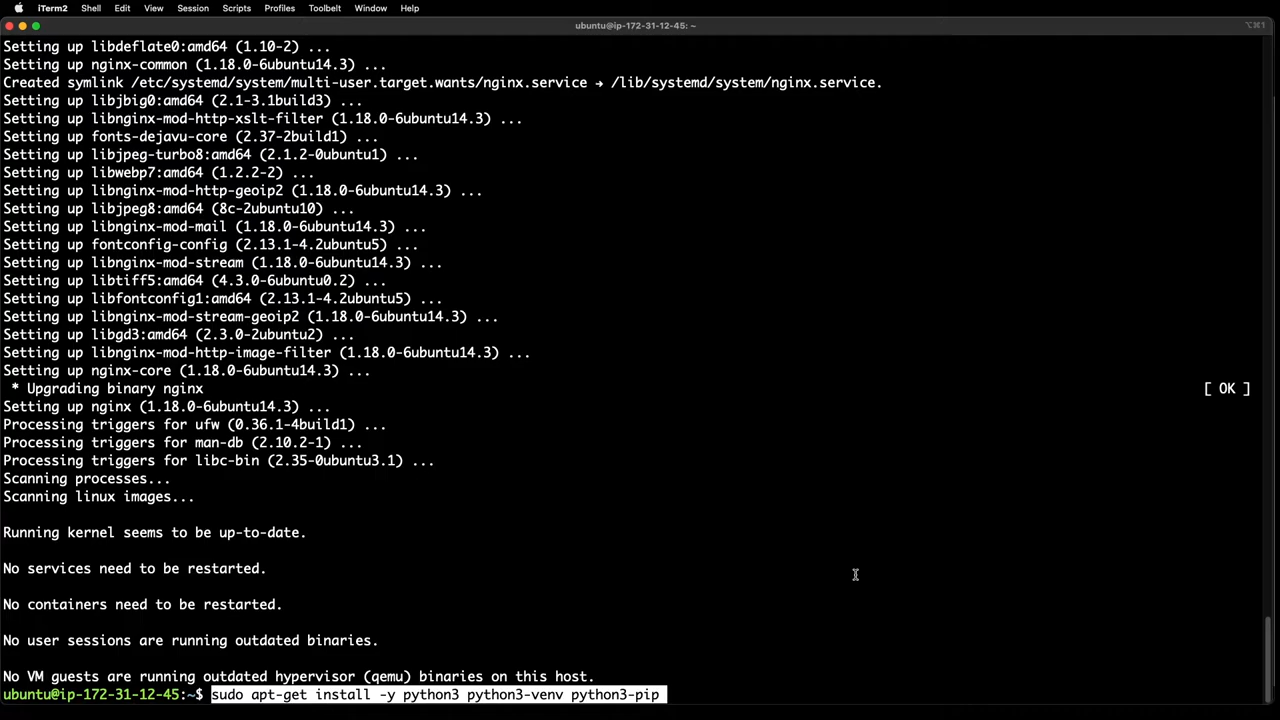 iTerm2 Shell Edit View Session Scripts Profiles Toolbelt Window Help
ubuntu@ip-172-31-12-45: ~ ⌥⌘1
Setting up libdeflate0:amd64 (1.10-2) ...
Setting up nginx-common (1.18.0-6ubuntu14.3) ...
Created symlink /etc/systemd/system/multi-user.target.wants/nginx.service → /lib/systemd/system/nginx.service.
Setting up libjbig0:amd64 (2.1-3.1build3) ...
Setting up libnginx-mod-http-xslt-filter (1.18.0-6ubuntu14.3) ...
Setting up fonts-dejavu-core (2.37-2build1) ...
Setting up libjpeg-turbo8:amd64 (2.1.2-0ubuntu1) ...
Setting up libwebp7:amd64 (1.2.2-2) ...
Setting up libnginx-mod-http-geoip2 (1.18.0-6ubuntu14.3) ...
Setting up libjpeg8:amd64 (8c-2ubuntu10) ...
Setting up libnginx-mod-mail (1.18.0-6ubuntu14.3) ...
Setting up fontconfig-config (2.13.1-4.2ubuntu5) ...
Setting up libnginx-mod-stream (1.18.0-6ubuntu14.3) ...
Setting up libtiff5:amd64 (4.3.0-6ubuntu0.2) ...
Setting up libfontconfig1:amd64 (2.13.1-4.2ubuntu5) ...
Setting up libnginx-mod-stream-geoip2 (1.18.0-6ubuntu14.3) ...
Setting up libgd3:amd64 (2.3.0-2ubuntu2) ...
Setting up libnginx-mod-http-image-filter (1.18.0-6ubuntu14.3) ...
Setting up nginx-core (1.18.0-6ubuntu14.3) ...
* Upgrading binary nginx [ OK ]
Setting up nginx (1.18.0-6ubuntu14.3) ...
Processing triggers for ufw (0.36.1-4build1) ...
Processing triggers for man-db (2.10.2-1) ...
Processing triggers for libc-bin (2.35-0ubuntu3.1) ...
Scanning processes...
Scanning linux images...
Running kernel seems to be up-to-date.
No services need to be restarted.
No containers need to be restarted.
No user sessions are running outdated binaries.
No VM guests are running outdated hypervisor (qemu) binaries on this host.
ubuntu@ip-172-31-12-45:~$ sudo apt-get install -y python3 python3-venv python3-pip